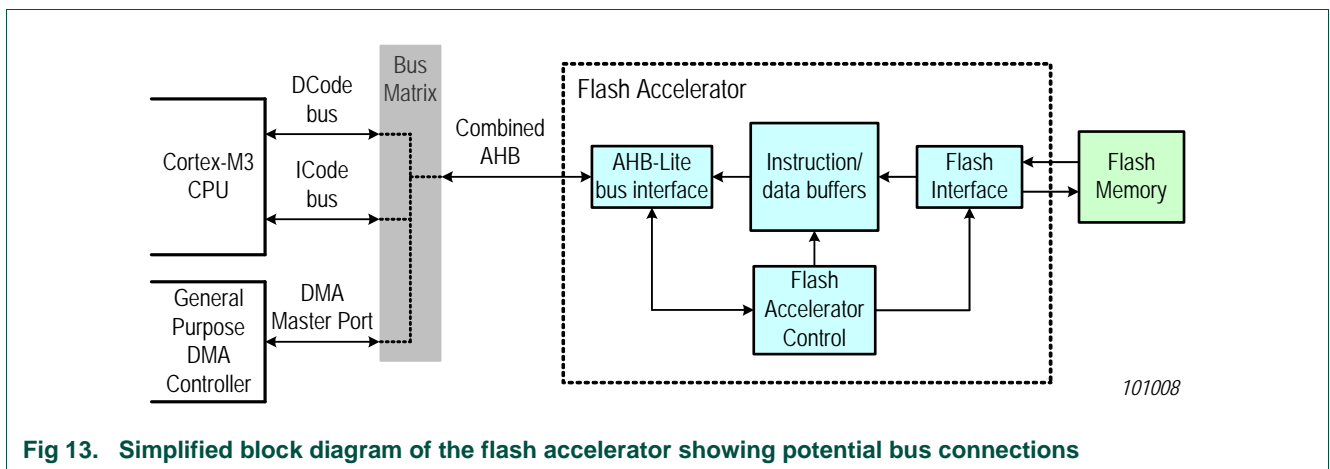 DCode
bus
Bus
Matrix
Cortex-M3
CPU
ICode
bus
General
Purpose
DMA
Controller
DMA
Master Port
Combined
AHB
Flash Accelerator
AHB-Lite
bus interface
Instruction/
data buffers
Flash
Interface
Flash
Memory
Flash
Accelerator
Control
101008
Fig 13. Simplified block diagram of the flash accelerator showing potential bus connections